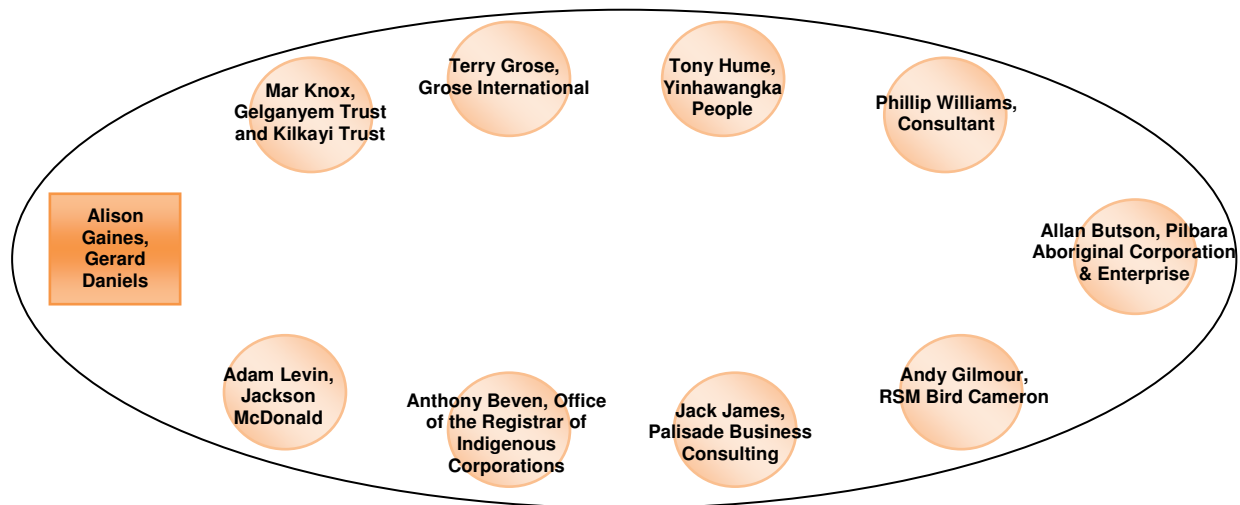 Terry Grose,
Grose International
Tony Hume,
Yinhawangka
People
Mar Knox,
Gelganyem Trust
and Kilkayi Trust
Phillip Williams,
Consultant
Alison
Gaines,
Gerard
Daniels
Allan Butson, Pilbara
Aboriginal Corporation
& Enterprise
Adam Levin,
Jackson
McDonald
Anthony Beven, Office
of the Registrar of
Indigenous
Corporations
Jack James,
Palisade Business
Consulting
Andy Gilmour,
RSM Bird Cameron